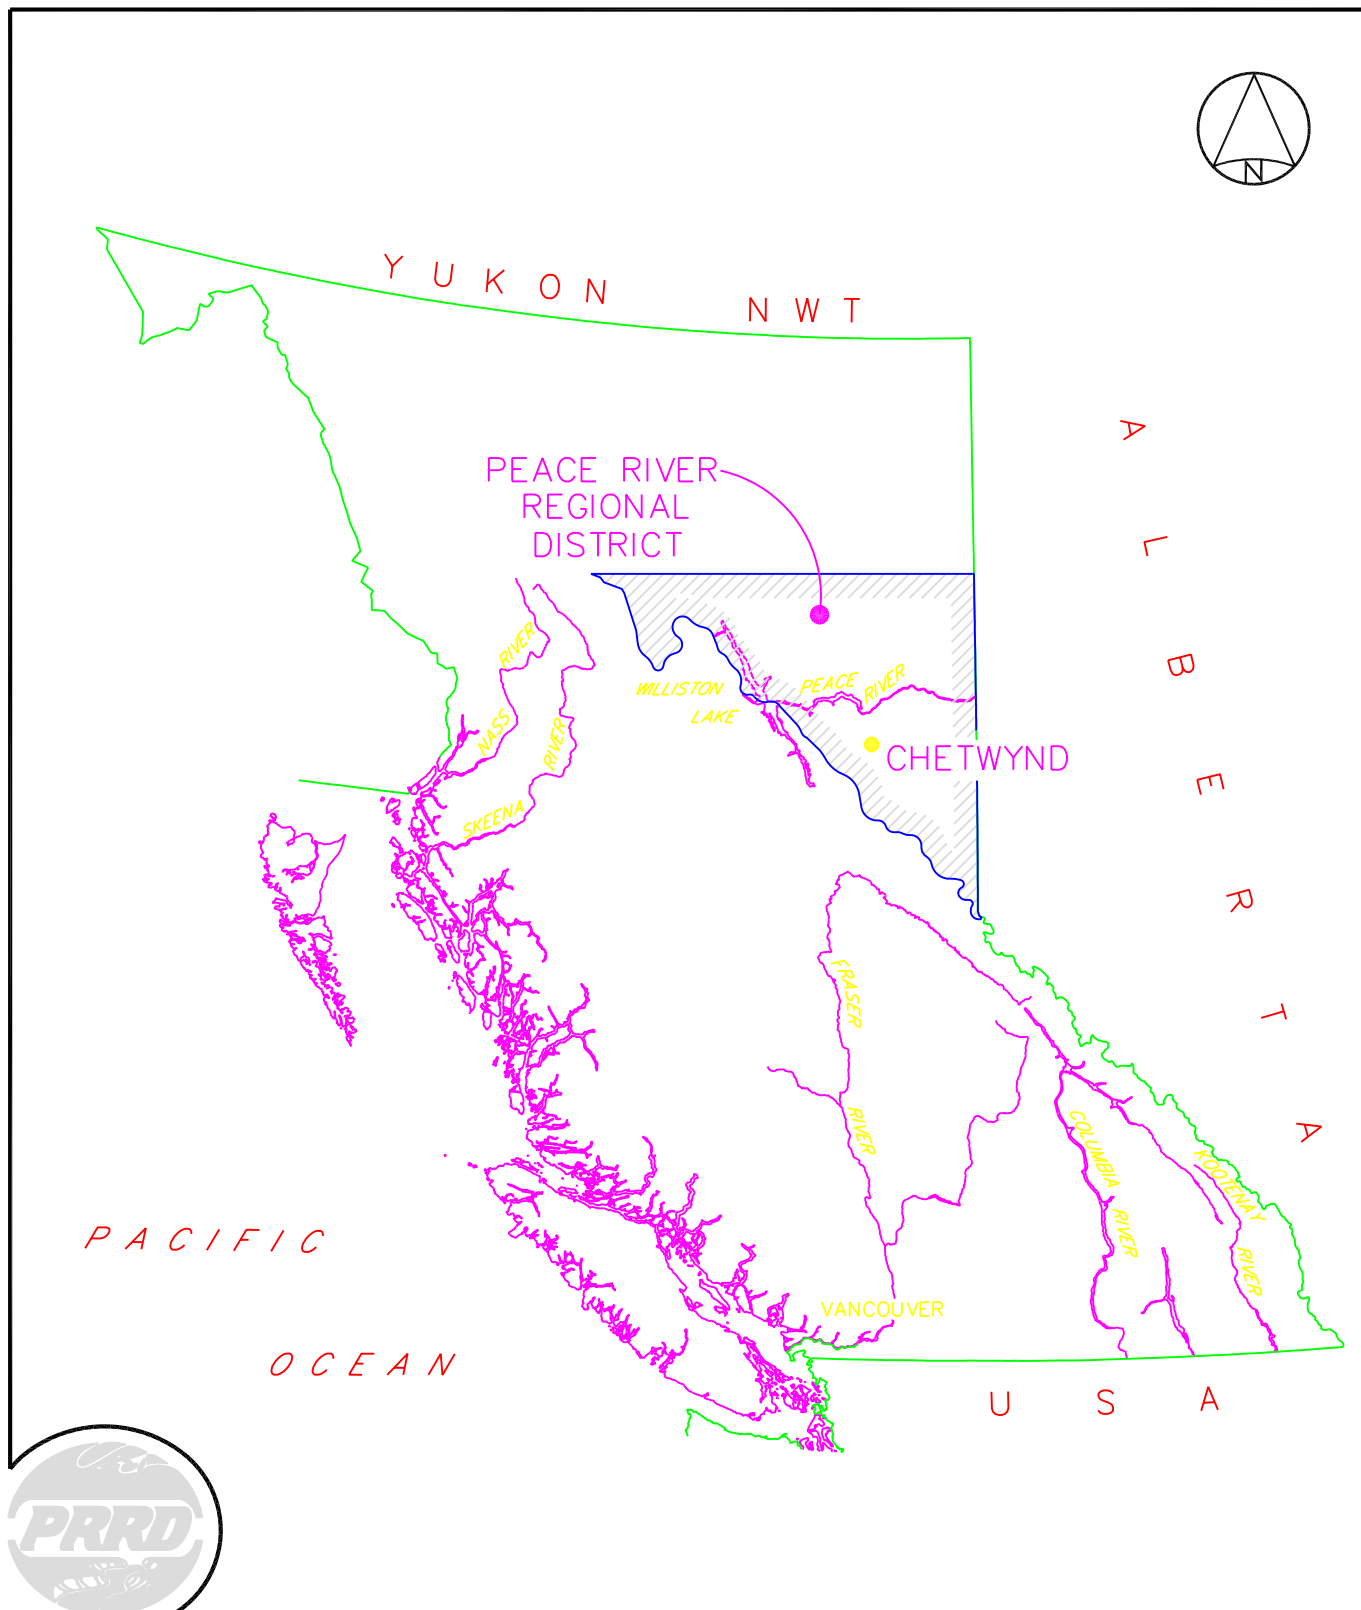 N
YUKON
NWT
ALBERTA
PEACE RIVER
REGIONAL
DISTRICT
RIVER
NASS
RIVER
SKEENA
WILLISTON
LAKE
PEACE
RIVER
CHETWYND
FRASER
RIVER
COLUMBIA
RIVER
KOOTENAY
RIVER
PACIFIC
OCEAN
VANCOUVER
USA
PRRD